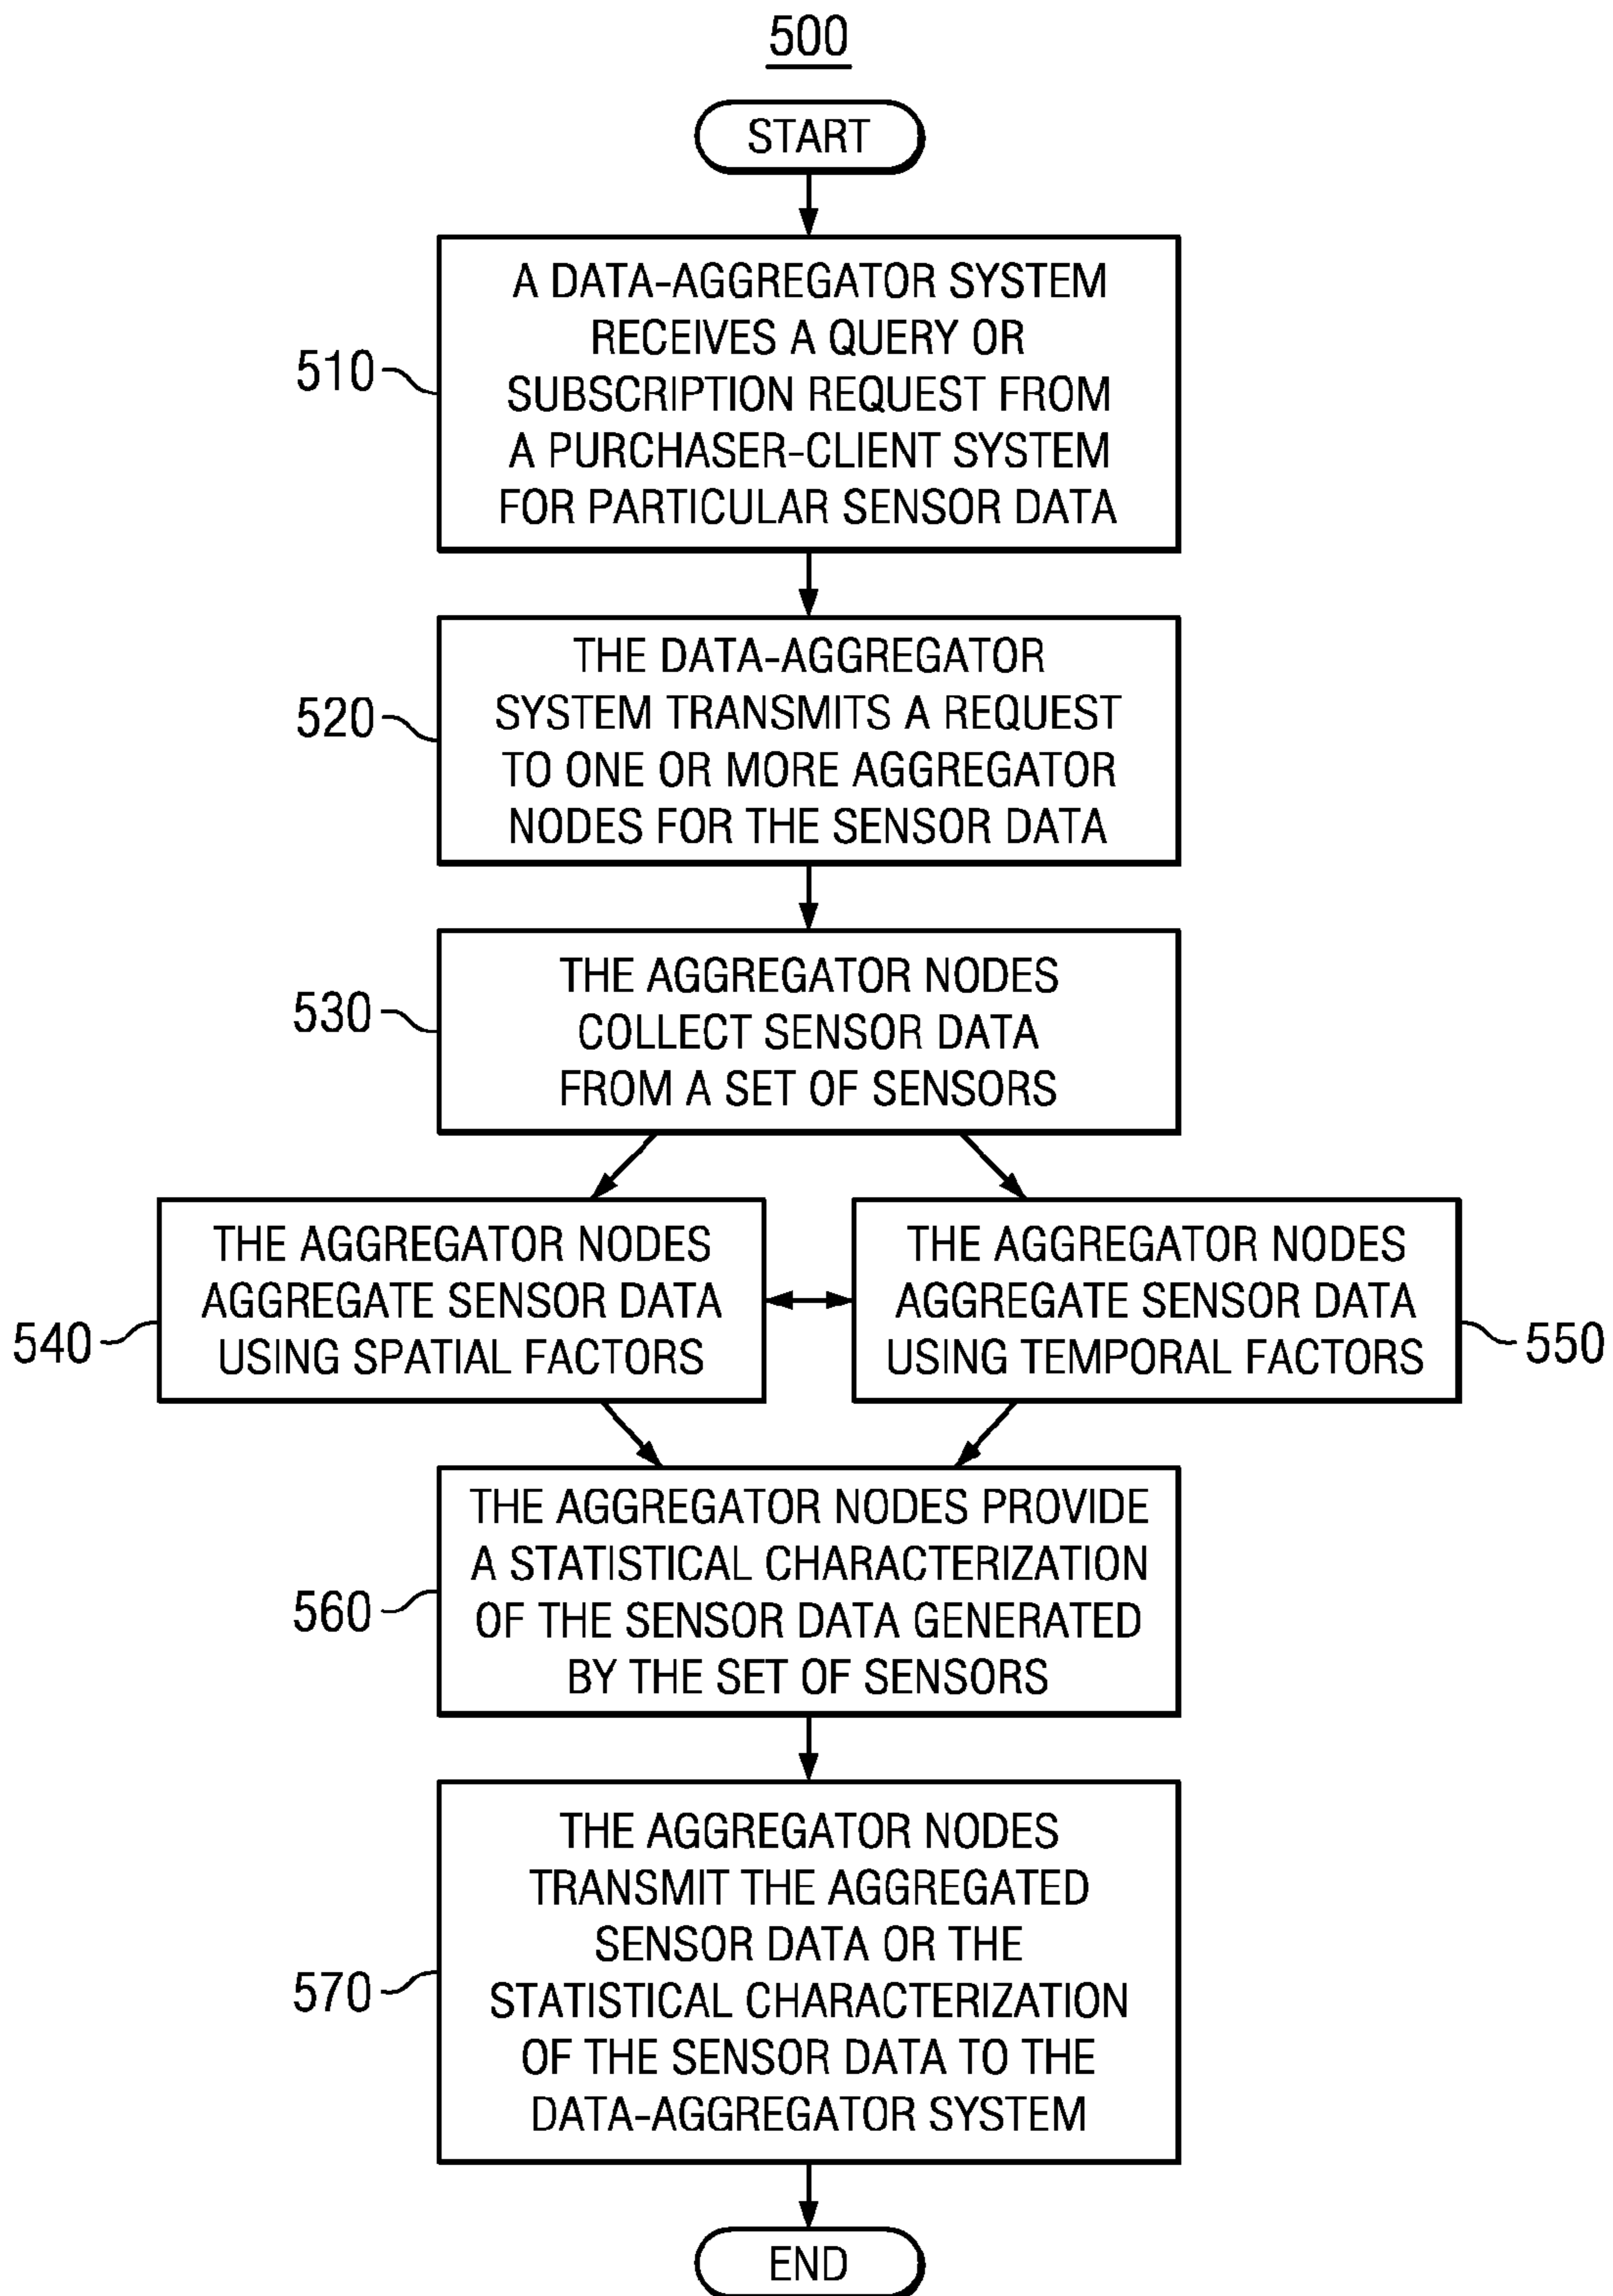 500
START
510
A DATA-AGGREGATOR SYSTEM
RECEIVES A QUERY OR
SUBSCRIPTION REQUEST FROM
A PURCHASER-CLIENT SYSTEM
FOR PARTICULAR SENSOR DATA
520
THE DATA-AGGREGATOR
SYSTEM TRANSMITS A REQUEST
TO ONE OR MORE AGGREGATOR
NODES FOR THE SENSOR DATA
530
THE AGGREGATOR NODES
COLLECT SENSOR DATA
FROM A SET OF SENSORS
540
THE AGGREGATOR NODES
AGGREGATE SENSOR DATA
USING SPATIAL FACTORS
THE AGGREGATOR NODES
AGGREGATE SENSOR DATA
USING TEMPORAL FACTORS
550
560
THE AGGREGATOR NODES PROVIDE
A STATISTICAL CHARACTERIZATION
OF THE SENSOR DATA GENERATED
BY THE SET OF SENSORS
570
THE AGGREGATOR NODES
TRANSMIT THE AGGREGATED
SENSOR DATA OR THE
STATISTICAL CHARACTERIZATION
OF THE SENSOR DATA TO THE
DATA-AGGREGATOR SYSTEM
END